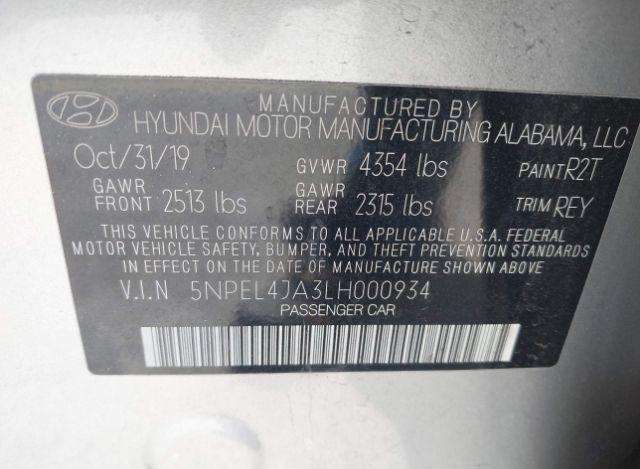 MANUFACTURED BY
HYUNDAI MOTOR MANUFACTURING ALABAMA, LLC
Oct/31/19 GVWR 4354 lbs PAINT R2T
GAWR FRONT 2513 lbs GAWR REAR 2315 lbs TRIM REY
THIS VEHICLE CONFORMS TO ALL APPLICABLE U.S.A. FEDERAL
MOTOR VEHICLE SAFETY, BUMPER, AND THEFT PREVENTION STANDARDS
IN EFFECT ON THE DATE OF MANUFACTURE SHOWN ABOVE.
V.I.N 5NPEL4JA3LH000934
PASSENGER CAR